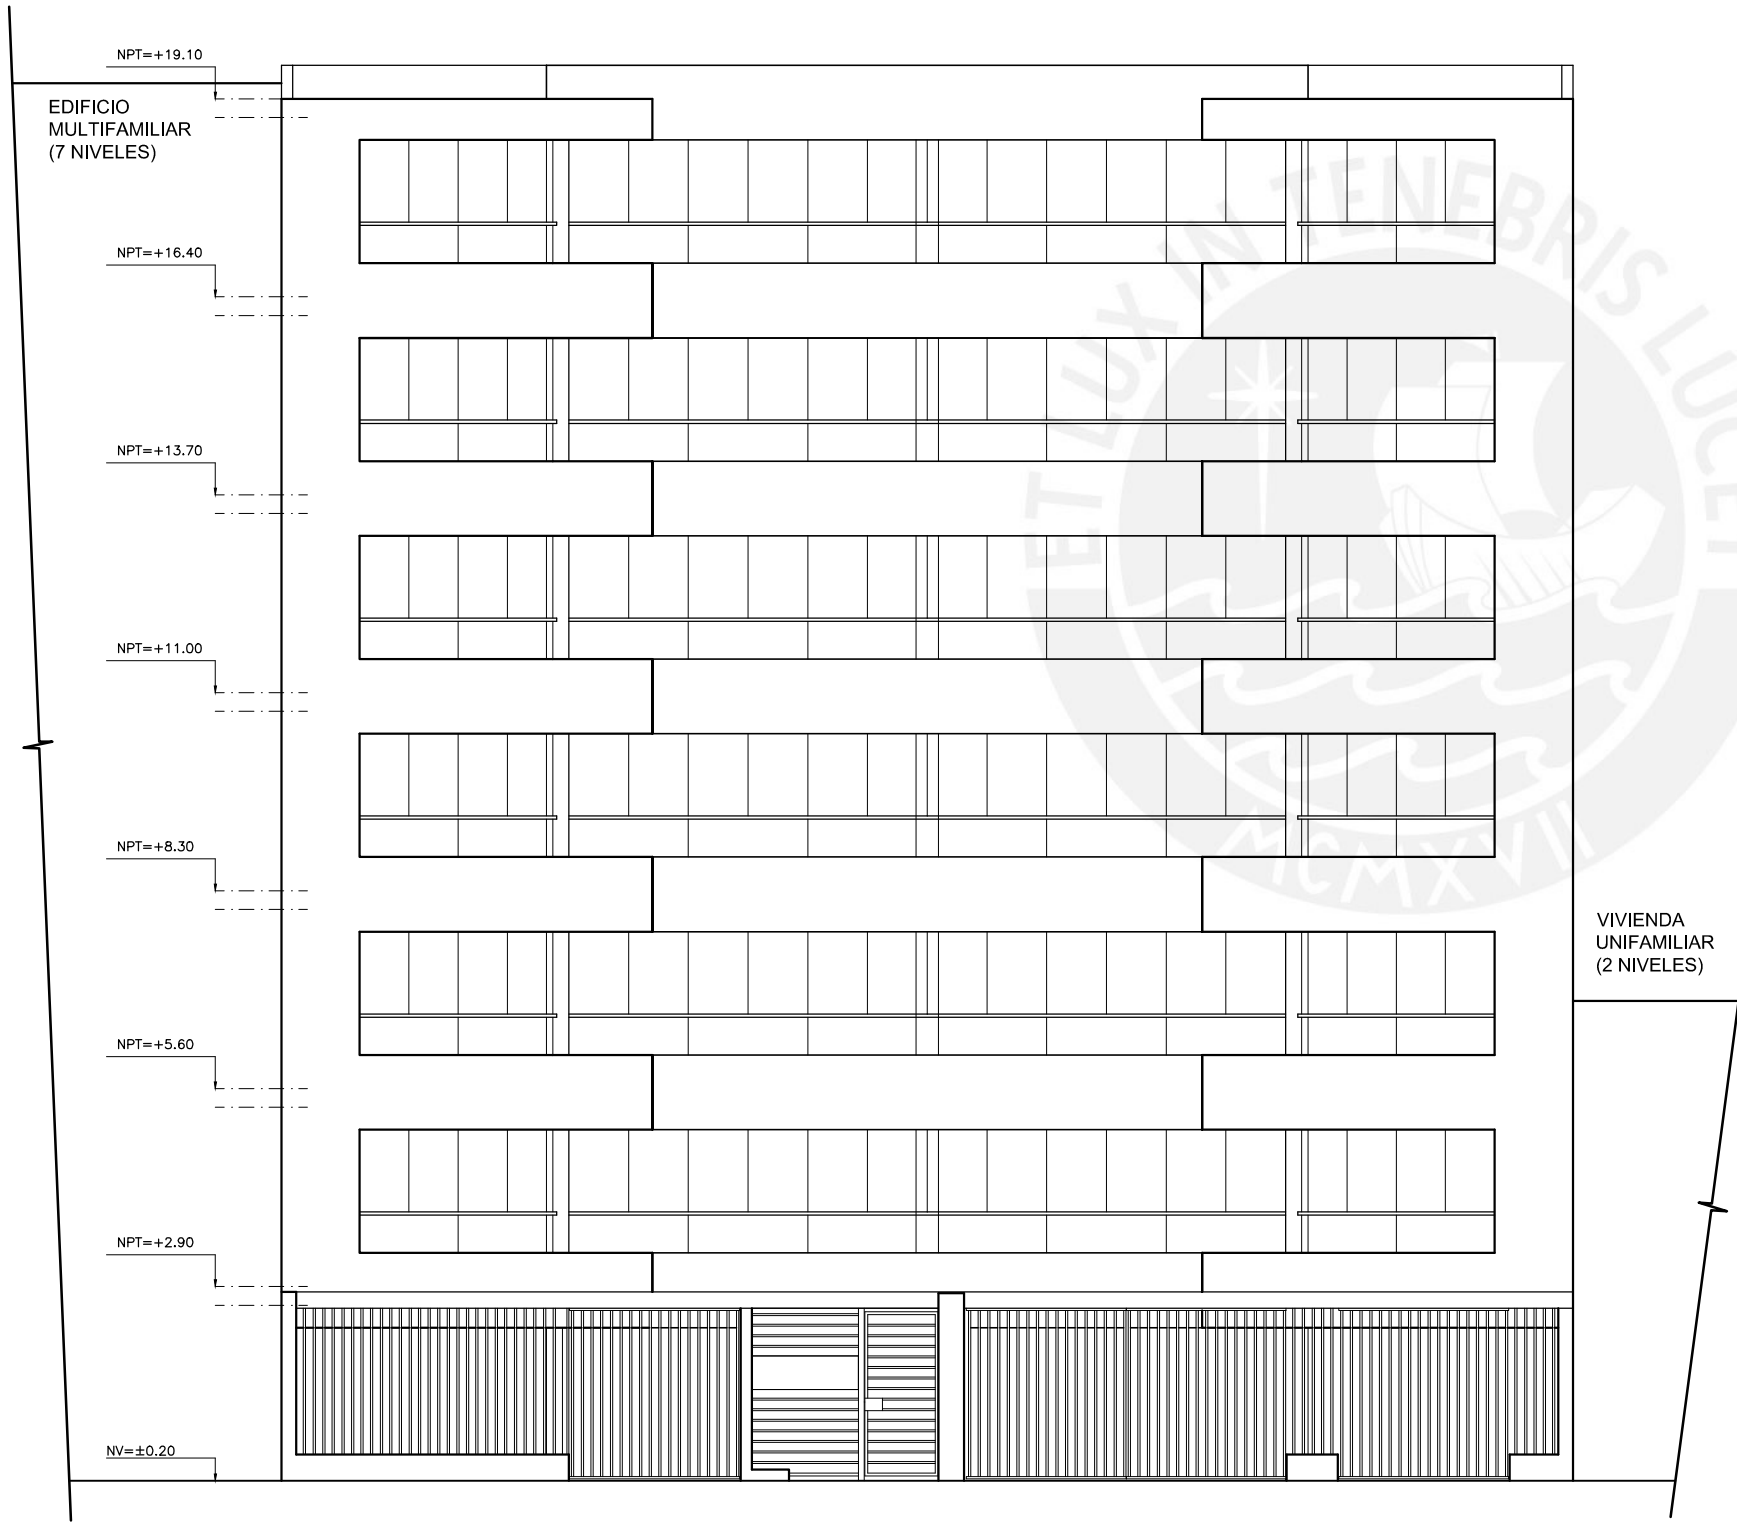 NPT=+19.10
EDIFICIO
MULTIFAMILIAR
(7 NIVELES)
NPT=+16.40
NPT=+13.70
NPT=+11.00
NPT=+8.30
NPT=+5.60
NPT=+2.90
NV=±0.20
VIVIENDA
UNIFAMILIAR
(2 NIVELES)
ET LUX IN TENEBRIS LUCET
MCMXVII